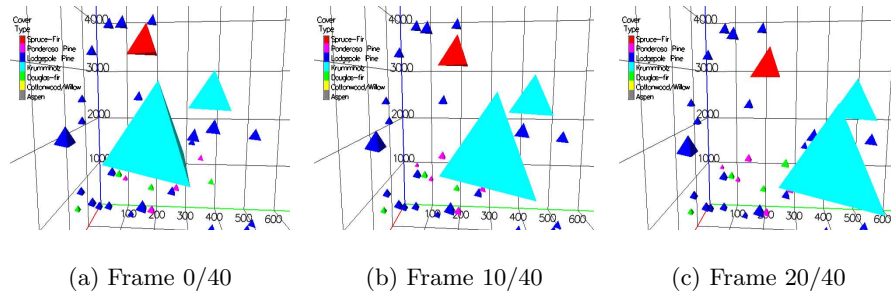 Cover
Type
Spruce-Fir
Ponderosa Pine
Lodgepole Pine
Krummholz
Douglas-fir
Cottonwood/Willow
Aspen
4000
3000
2000
1000
100
200
300
400
500
600
Cover
Type
Spruce-Fir
Ponderosa Pine
Lodgepole Pine
Krummholz
Douglas-fir
Cottonwood/Willow
Aspen
4000
3000
2000
1000
100
200
300
400
500
600
Cover
Type
Spruce-Fir
Ponderosa Pine
Lodgepole Pine
Krummholz
Douglas-fir
Cottonwood/Willow
Aspen
4000
3000
2000
1000
100
200
300
400
500
600
(a) Frame 0/40
(b) Frame 10/40
(c) Frame 20/40